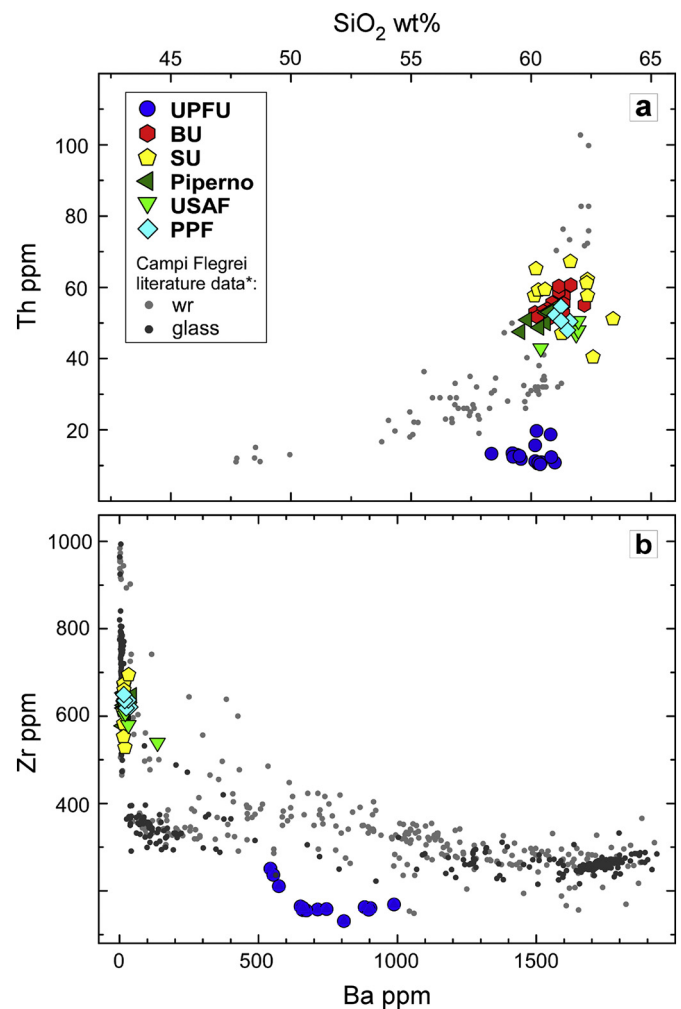 SiO2 wt%
45 50 55 60 65
a
UPFU
BU
SU
Piperno
USAF
PPF
Campi Flegrei
literature data*:
wr
glass
100
80
60
40
20
Th ppm
b
1000
800
600
400
Zr ppm
0 500 1000 1500
Ba ppm